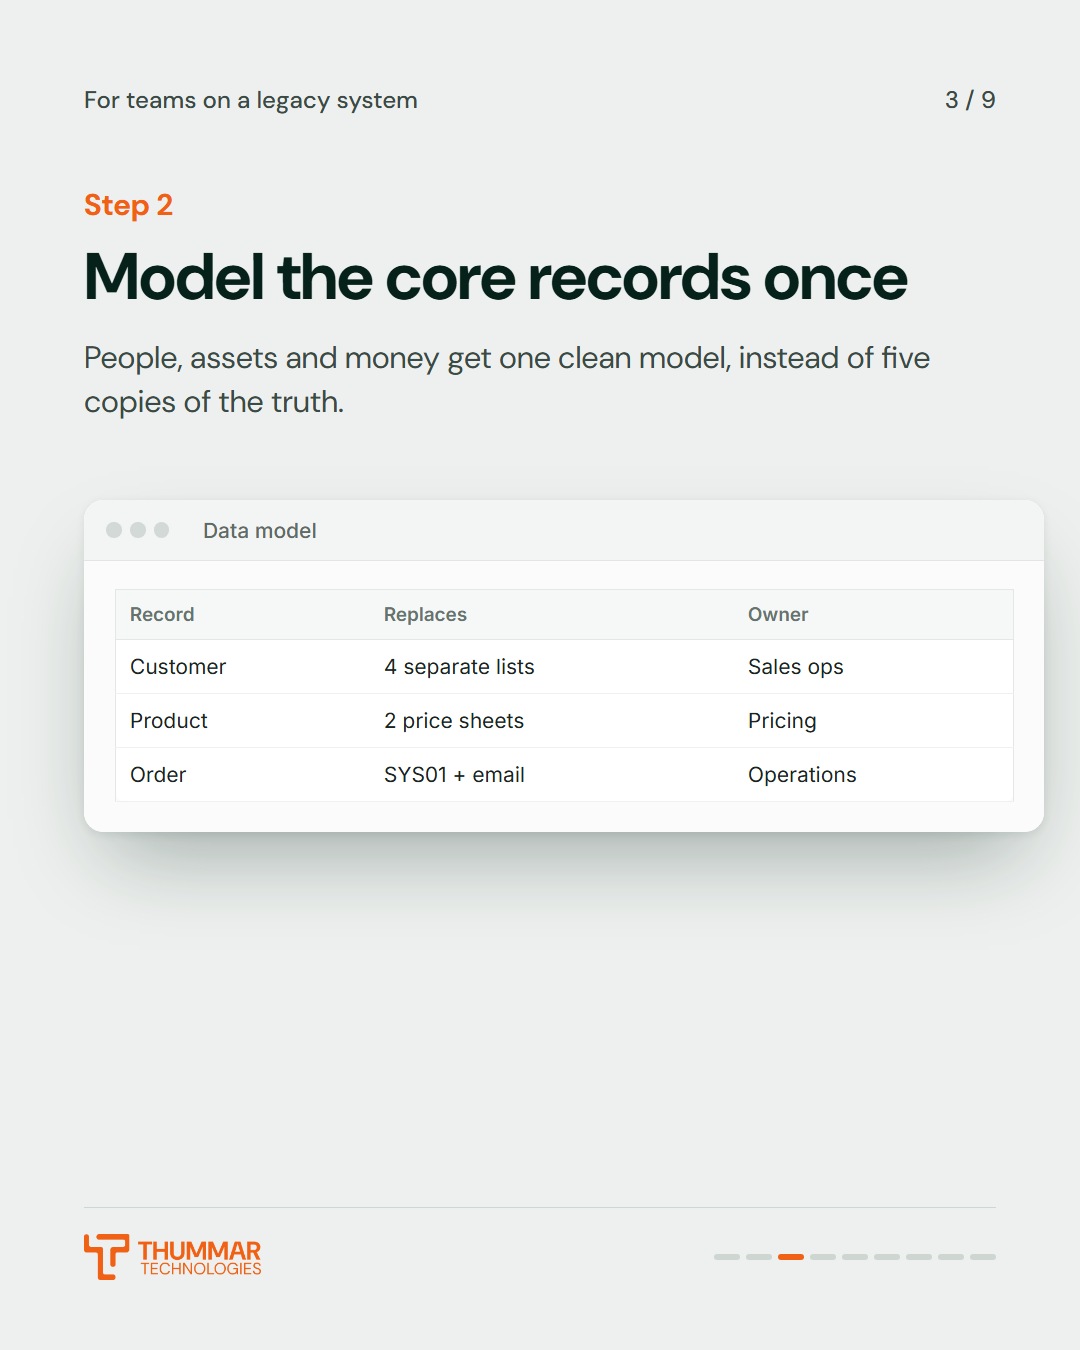 For teams on a legacy system
3 / 9
Step 2
Model the core records once
People, assets and money get one clean model, instead of five
copies of the truth.
Data model
Record Replaces Owner
Customer 4 separate lists Sales ops
Product 2 price sheets Pricing
Order SYS01 + email Operations
THUMMAR
TECHNOLOGIES